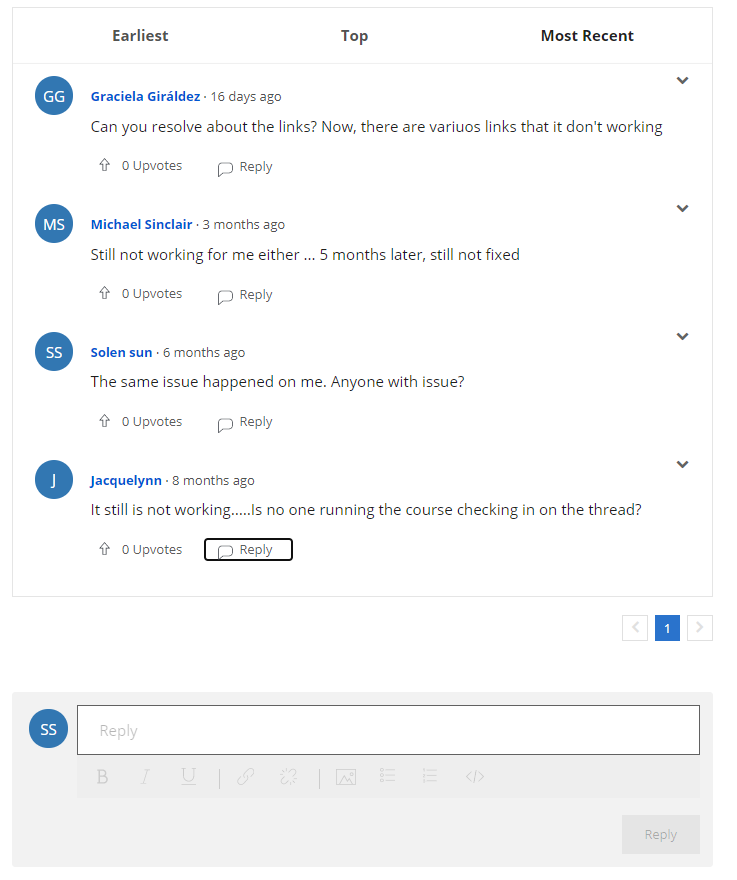 Earliest Top Most Recent
GG Graciela Giráldez · 16 days ago
Can you resolve about the links? Now, there are variuos links that it don't working
0 Upvotes Reply
MS Michael Sinclair · 3 months ago
Still not working for me either ... 5 months later, still not fixed
0 Upvotes Reply
SS Solen sun · 6 months ago
The same issue happened on me. Anyone with issue?
0 Upvotes Reply
J Jacquelynn · 8 months ago
It still is not working.....Is no one running the course checking in on the thread?
0 Upvotes Reply
1
SS Reply
B I U </>
Reply